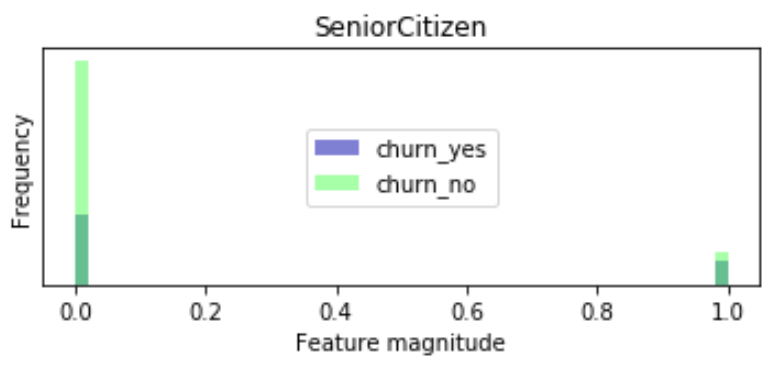 SeniorCitizen
Frequency
churn_yes
churn_no
0.0 0.2 0.4 0.6 0.8 1.0
Feature magnitude